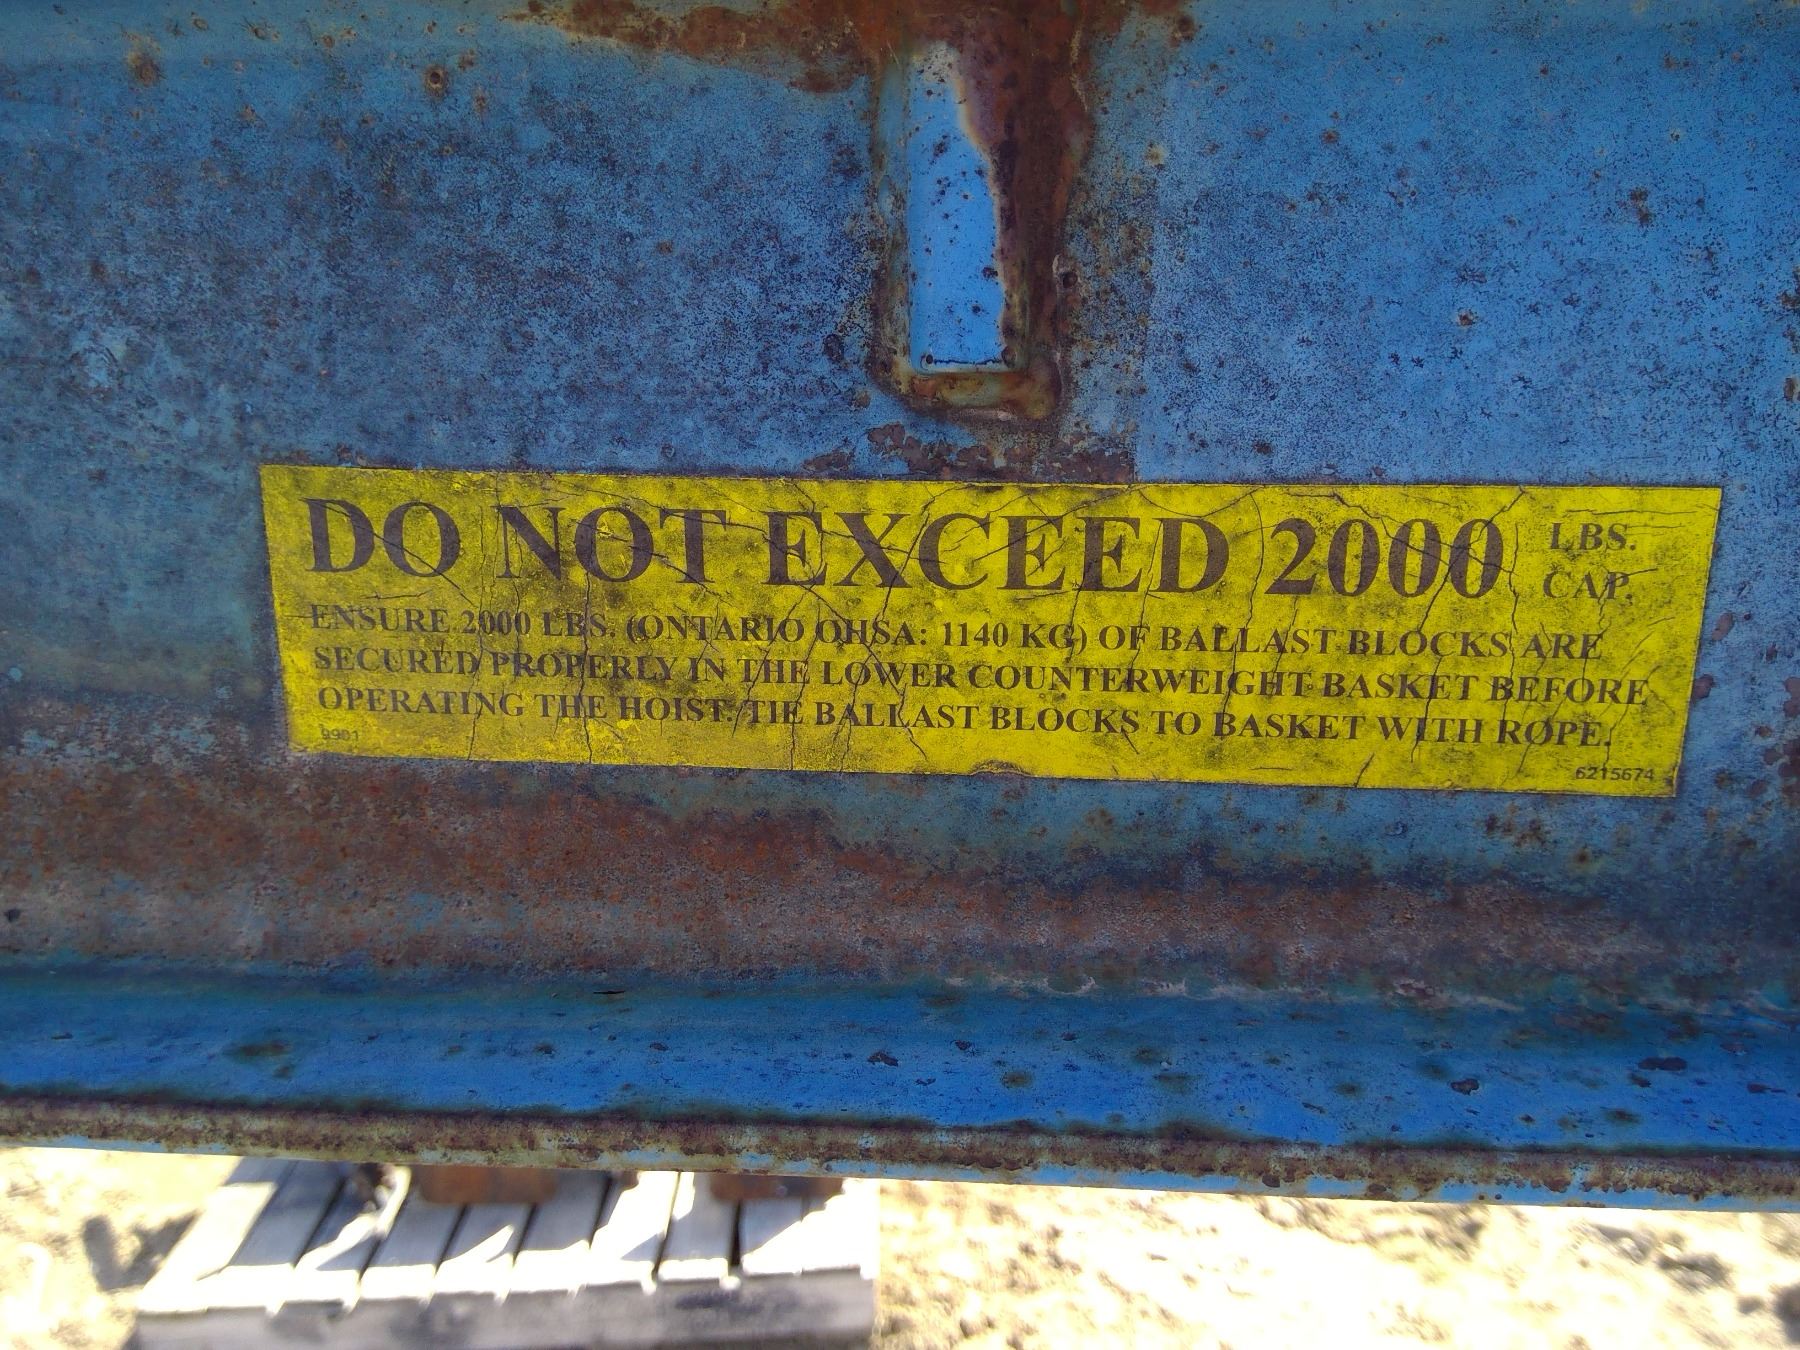 DO NOT EXCEED 2000 LBS. CAP.
ENSURE 2000 LBS. (ONTARIO OHSA: 1140 KG) OF BALLAST BLOCKS ARE
SECURED PROPERLY IN THE LOWER COUNTERWEIGHT BASKET BEFORE
OPERATING THE HOIST. TIE BALLAST BLOCKS TO BASKET WITH ROPE.
9901
6215674